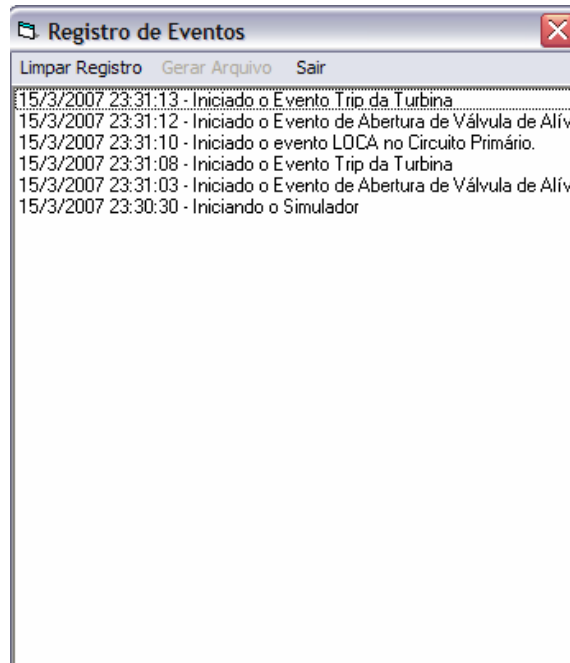 Registro de Eventos
Limpar Registro Gerar Arquivo Sair
15/3/2007 23:31:13 - Iniciado o Evento Trip da Turbina
15/3/2007 23:31:12 - Iniciado o Evento de Abertura de Válvula de Alív
15/3/2007 23:31:10 - Iniciado o evento LOCA no Circuito Primário.
15/3/2007 23:31:08 - Iniciado o Evento Trip da Turbina
15/3/2007 23:31:03 - Iniciado o Evento de Abertura de Válvula de Alív
15/3/2007 23:30:30 - Iniciando o Simulador